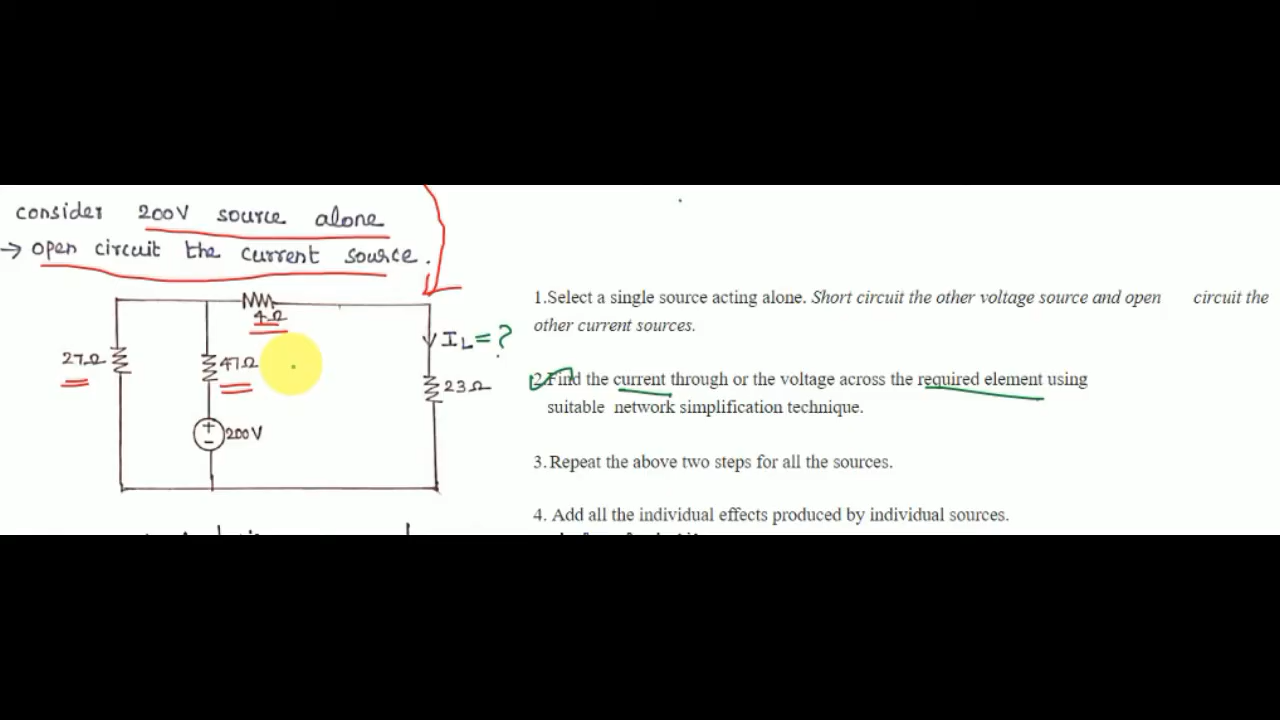 consider 200V source alone
→ open circuit the current source.
4Ω
27Ω
47Ω
IL=?
23Ω
200V
1.Select a single source acting alone. Short circuit the other voltage source and open circuit the
other current sources.
2.Find the current through or the voltage across the required element using
suitable network simplification technique.
3.Repeat the above two steps for all the sources.
4. Add all the individual effects produced by individual sources.